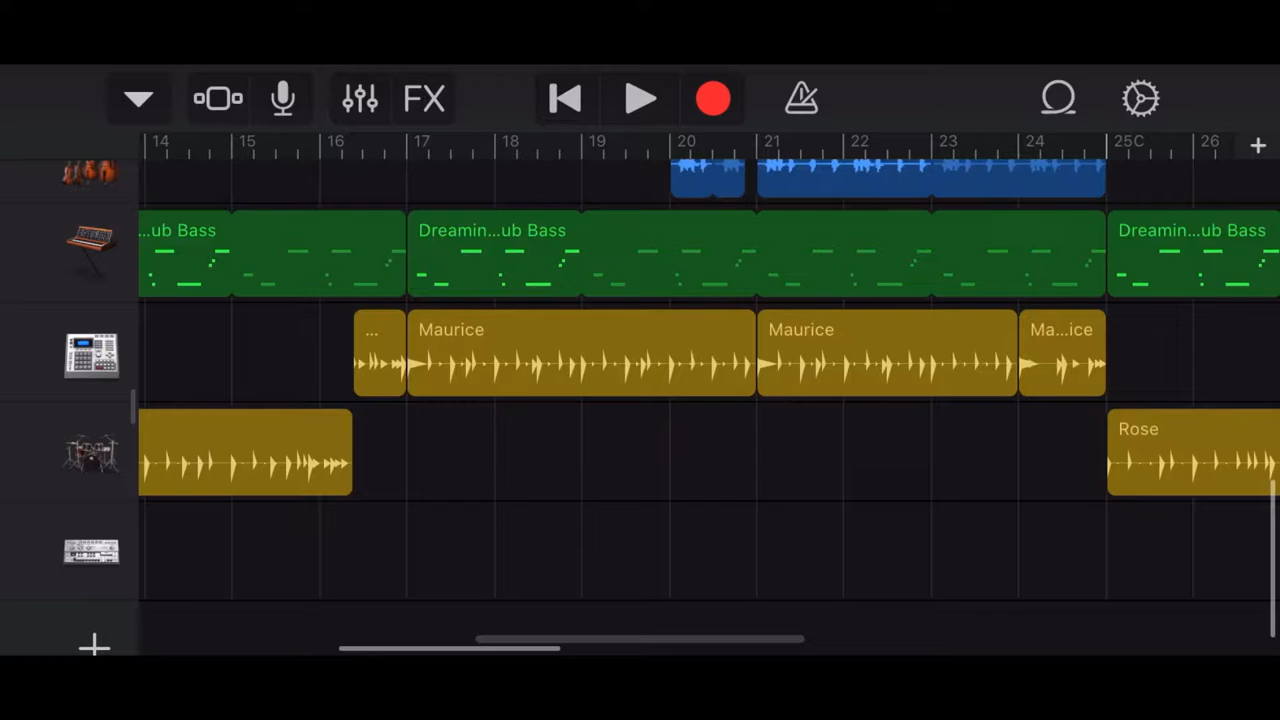 FX
14 15 16 17 18 19 20 21 22 23 24 25C 26 +
...ub Bass Dreamin...ub Bass Dreamin...ub Bass
... Maurice Maurice Ma...ice
Rose